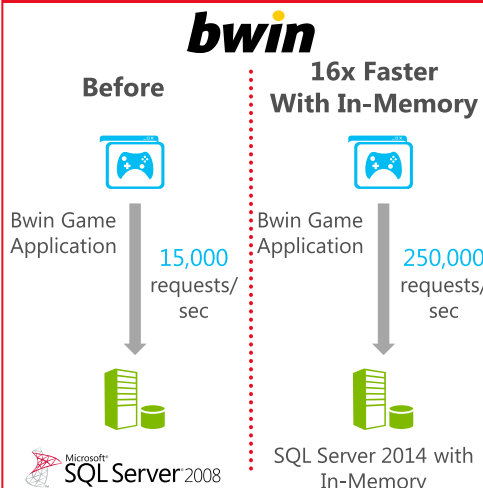 bwin
Before
Bwin Game
Application
15,000
requests/
sec
Microsoft®
SQL Server® 2008
16x Faster
With In-Memory
Bwin Game
Application
250,000
requests/
sec
SQL Server 2014 with
In-Memory